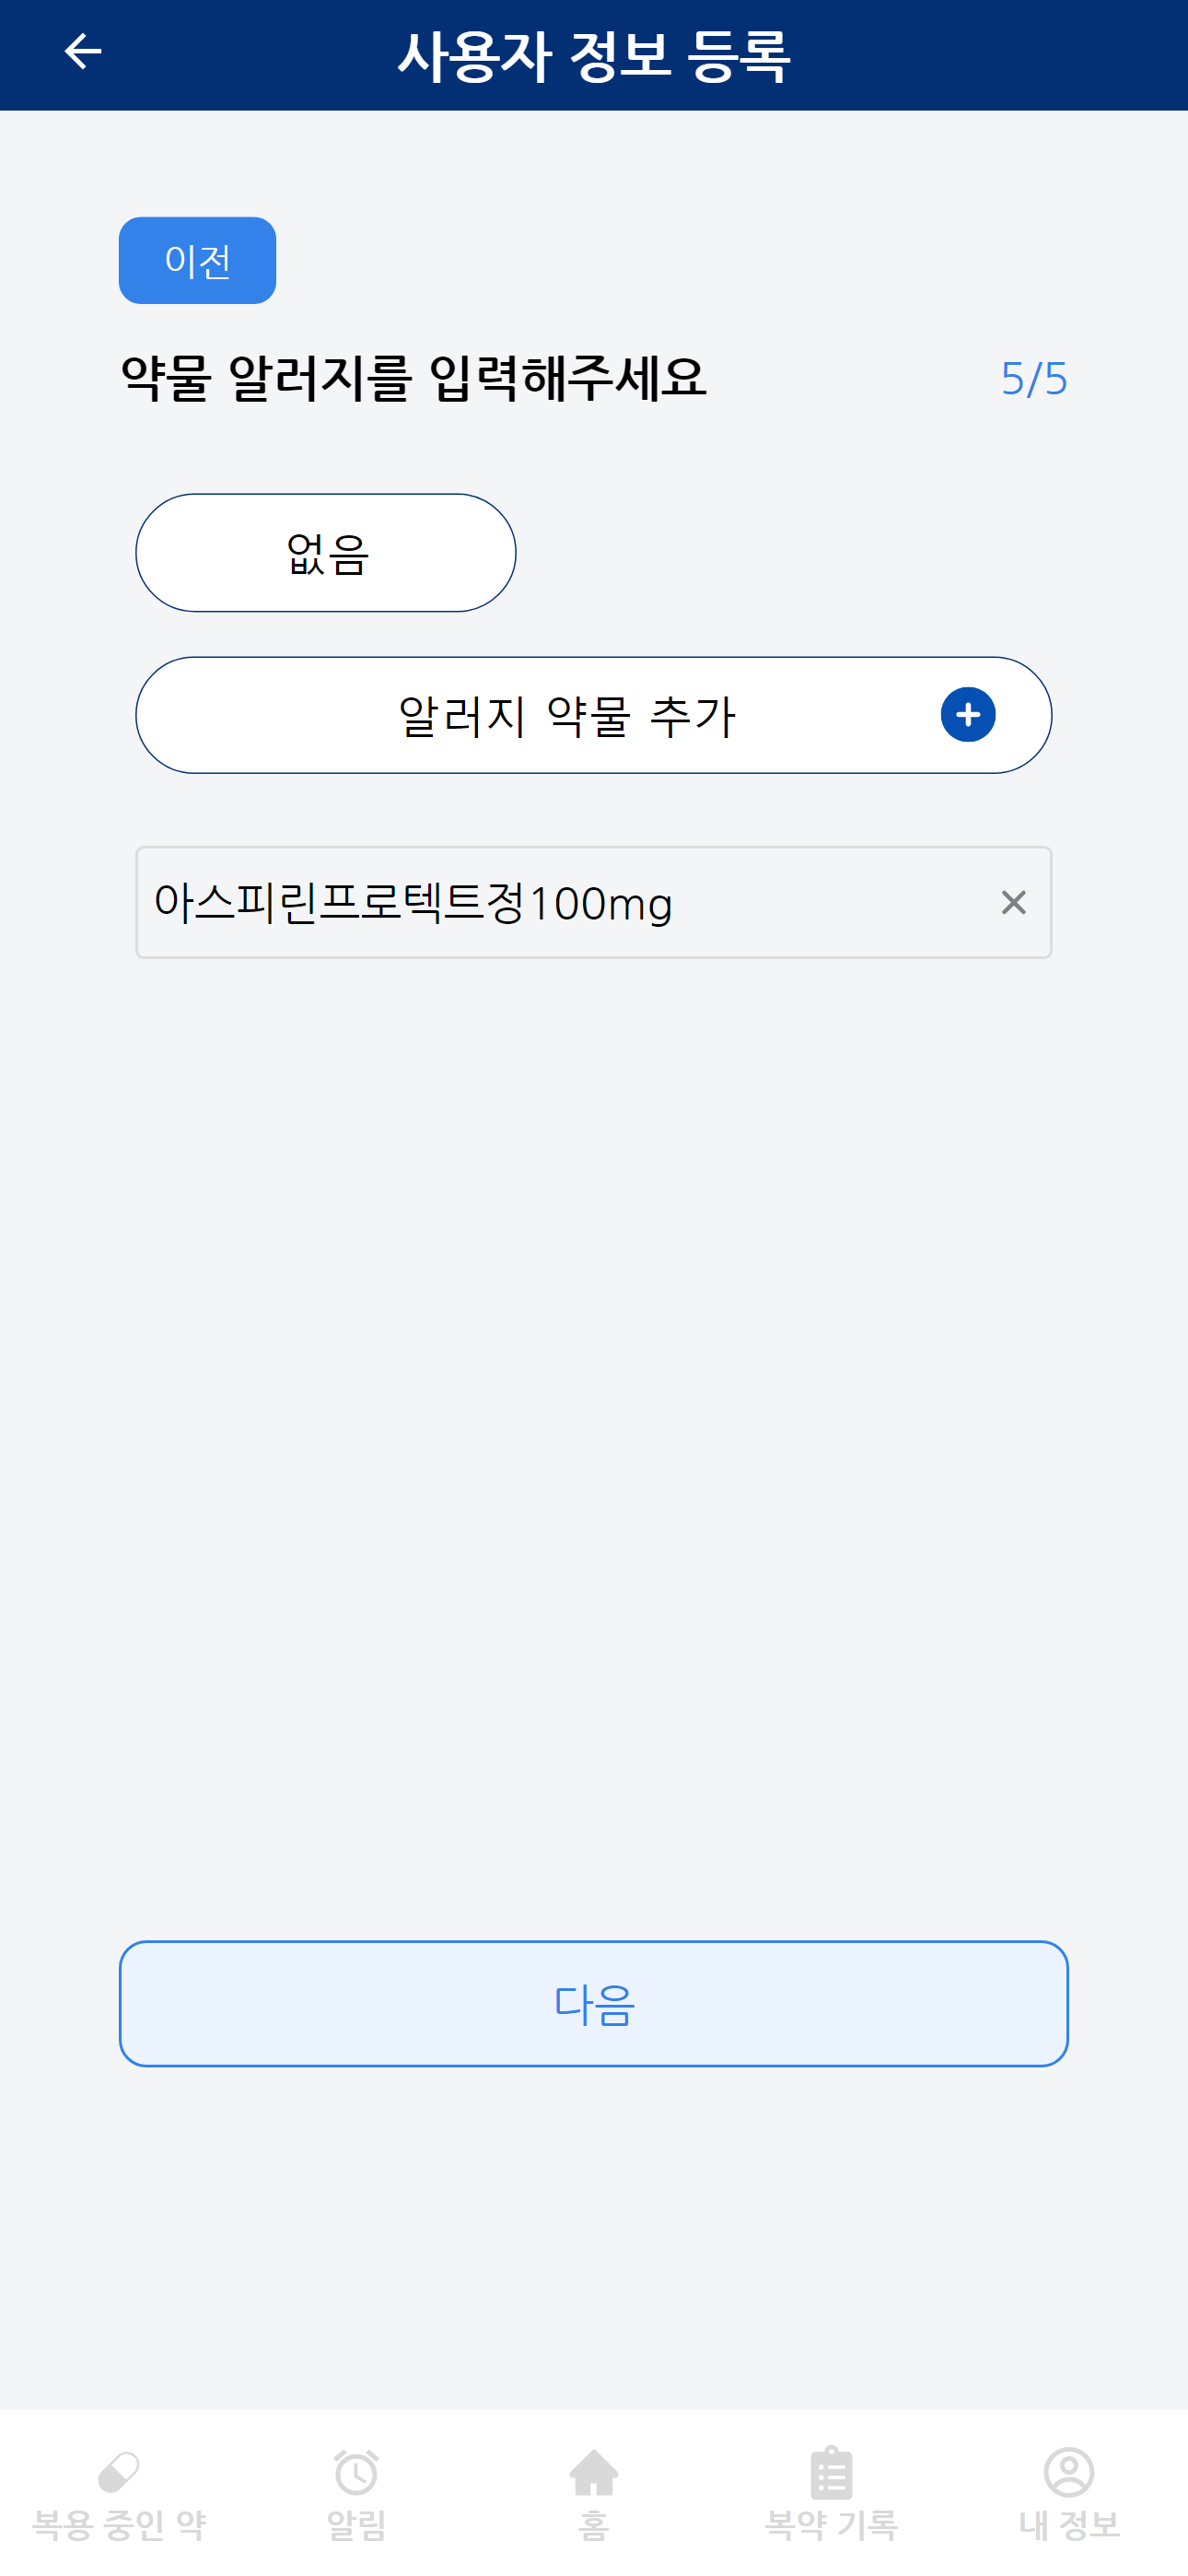 사용자 정보 등록
이전
약물 알러지를 입력해주세요 5/5
없음
알러지 약물 추가
아스피린프로텍트정100mg
다음
복용 중인 약 알림 홈 복약 기록 내 정보